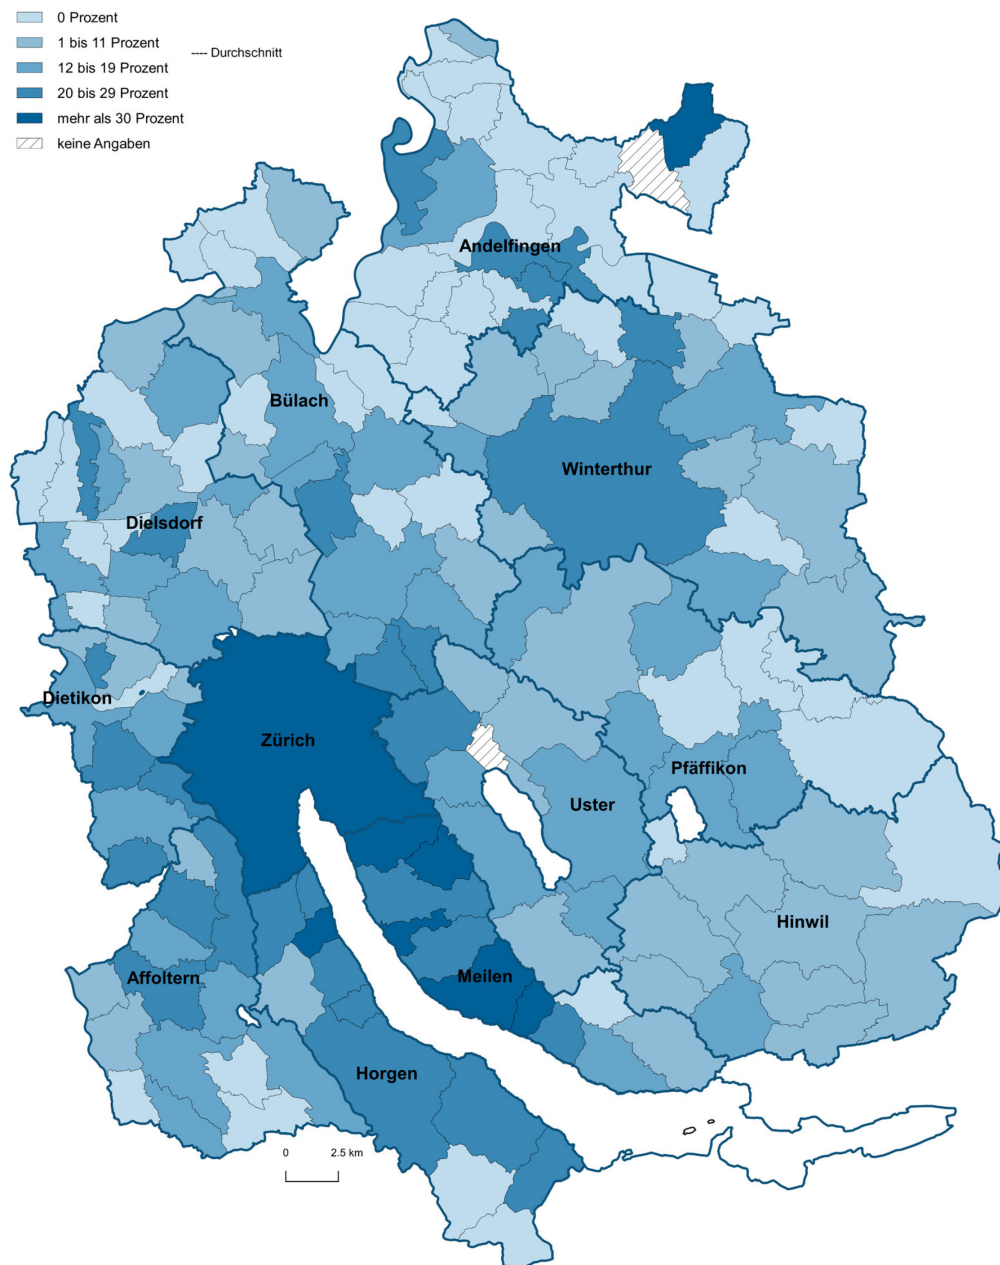 0 Prozent
1 bis 11 Prozent
---- Durchschnitt
12 bis 19 Prozent
20 bis 29 Prozent
mehr als 30 Prozent
keine Angaben
Andelfingen
Bülach
Winterthur
Dielsdorf
Dietikon
Zürich
Pfäffikon
Uster
Hinwil
Affoltern
Meilen
Horgen
0 2.5 km